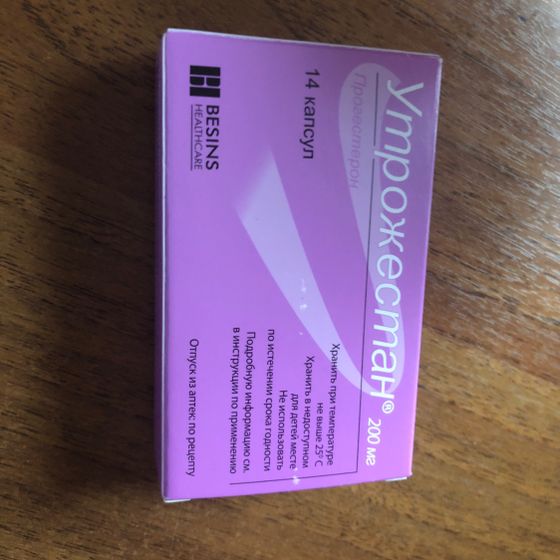 Утрожестан® 200 мг
Прогестерон
14 капсул
BESINS
HEALTHCARE
Хранить при температуре
не выше 25° С
Хранить в недоступном
для детей месте
Не использовать
по истечении срока годности
Подробную информацию см.
в инструкции по применению
Отпуск из аптек: по рецепту